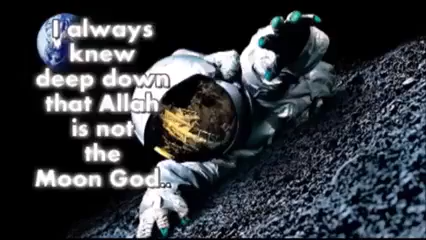 I always
knew
deep down
that Allah
is not
the
Moon God..